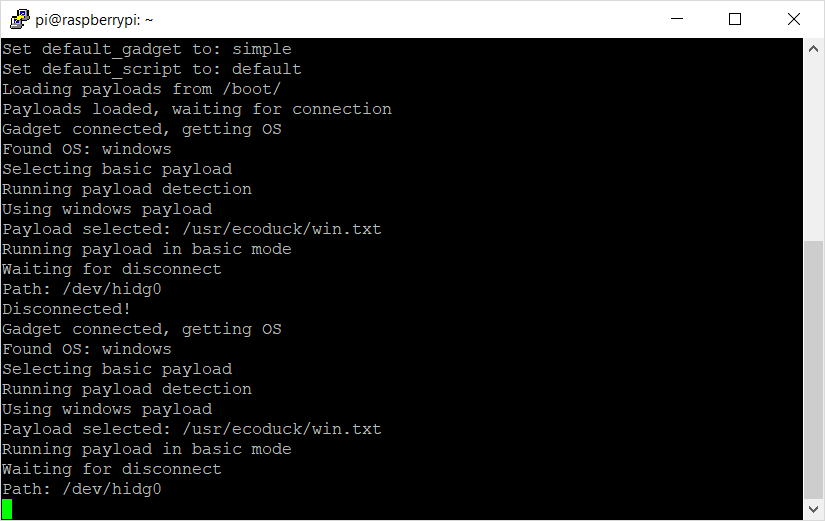 pi@raspberrypi: ~
Set default_gadget to: simple
Set default_script to: default
Loading payloads from /boot/
Payloads loaded, waiting for connection
Gadget connected, getting OS
Found OS: windows
Selecting basic payload
Running payload detection
Using windows payload
Payload selected: /usr/ecoduck/win.txt
Running payload in basic mode
Waiting for disconnect
Path: /dev/hidg0
Disconnected!
Gadget connected, getting OS
Found OS: windows
Selecting basic payload
Running payload detection
Using windows payload
Payload selected: /usr/ecoduck/win.txt
Running payload in basic mode
Waiting for disconnect
Path: /dev/hidg0